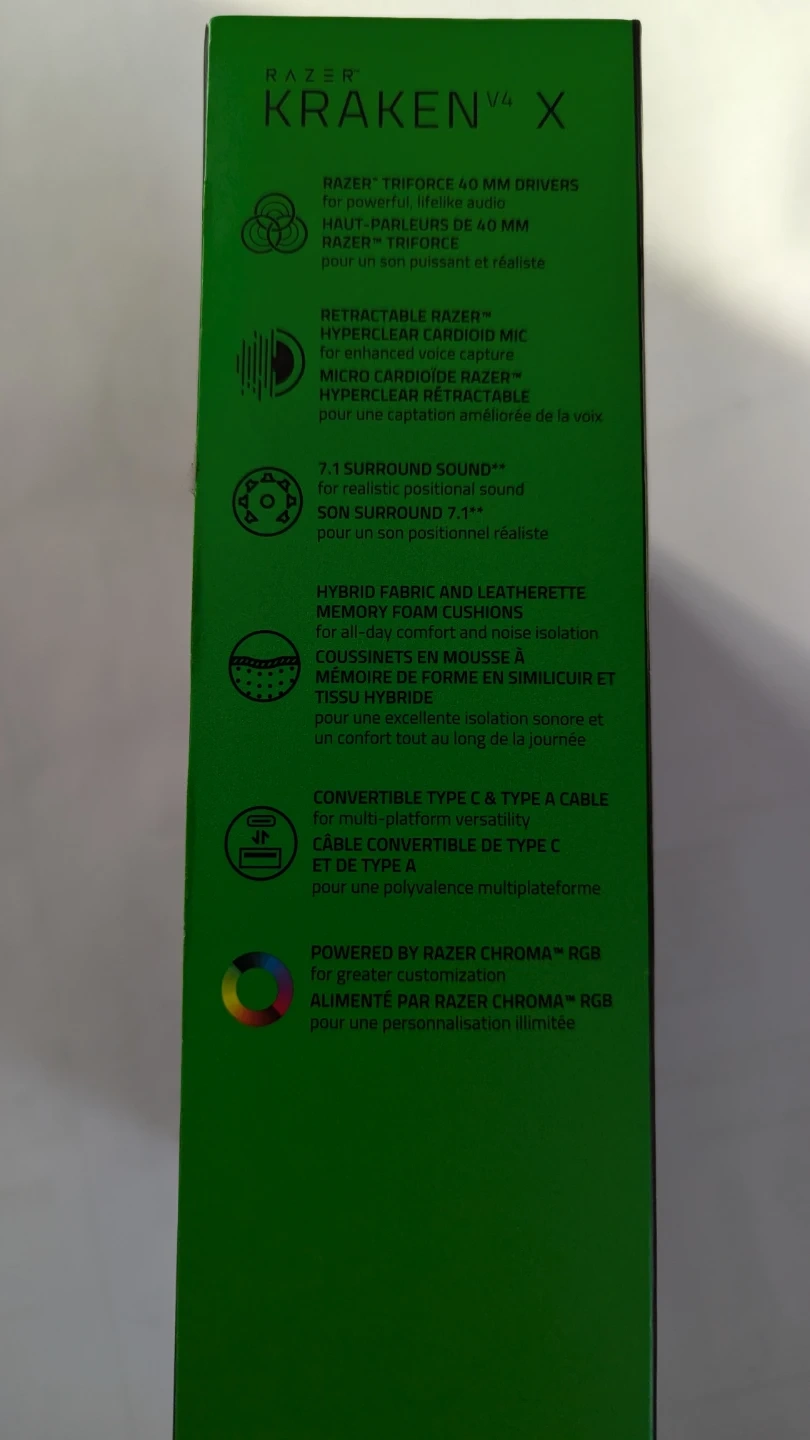 RAZER™
KRAKEN V4 X
RAZER™ TRIFORCE 40 MM DRIVERS
for powerful, lifelike audio
HAUT-PARLEURS DE 40 MM
RAZER™ TRIFORCE
pour un son puissant et réaliste
RETRACTABLE RAZER™
HYPERCLEAR CARDIOID MIC
for enhanced voice capture
MICRO CARDIOÏDE RAZER™
HYPERCLEAR RÉTRACTABLE
pour une captation améliorée de la voix
7.1 SURROUND SOUND**
for realistic positional sound
SON SURROUND 7.1**
pour un son positionnel réaliste
HYBRID FABRIC AND LEATHERETTE
MEMORY FOAM CUSHIONS
for all-day comfort and noise isolation
COUSSINETS EN MOUSSE À
MÉMOIRE DE FORME EN SIMILICUIR ET
TISSU HYBRIDE
pour une excellente isolation sonore et
un confort tout au long de la journée
CONVERTIBLE TYPE C & TYPE A CABLE
for multi-platform versatility
CÂBLE CONVERTIBLE DE TYPE C
ET DE TYPE A
pour une polyvalence multiplateforme
POWERED BY RAZER CHROMA™ RGB
for greater customization
ALIMENTÉ PAR RAZER CHROMA™ RGB
pour une personnalisation illimitée